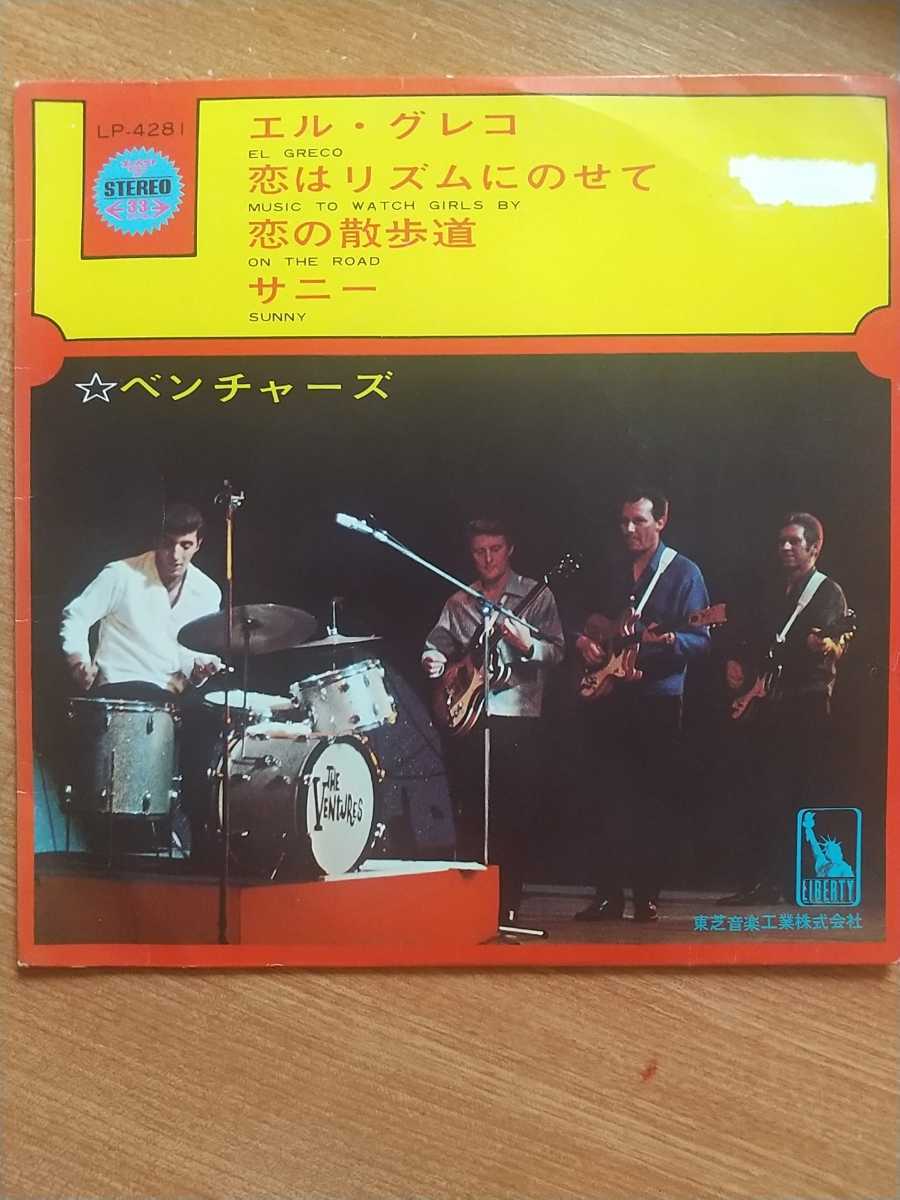 LP-4281
STEREO
33
エル・グレコ
EL GRECO
恋はリズムにのせて
MUSIC TO WATCH GIRLS BY
恋の散歩道
ON THE ROAD
サニー
SUNNY
☆ベンチャーズ
THE
VENTURES
LIBERTY
東芝音楽工業株式会社